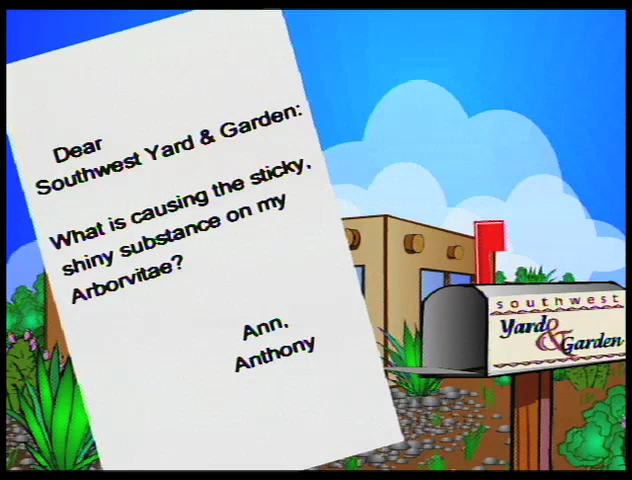 Dear
Southwest Yard & Garden:
What is causing the sticky,
shiny substance on my
Arborvitae?
Ann,
Anthony
southwest
Yard
&
Garden